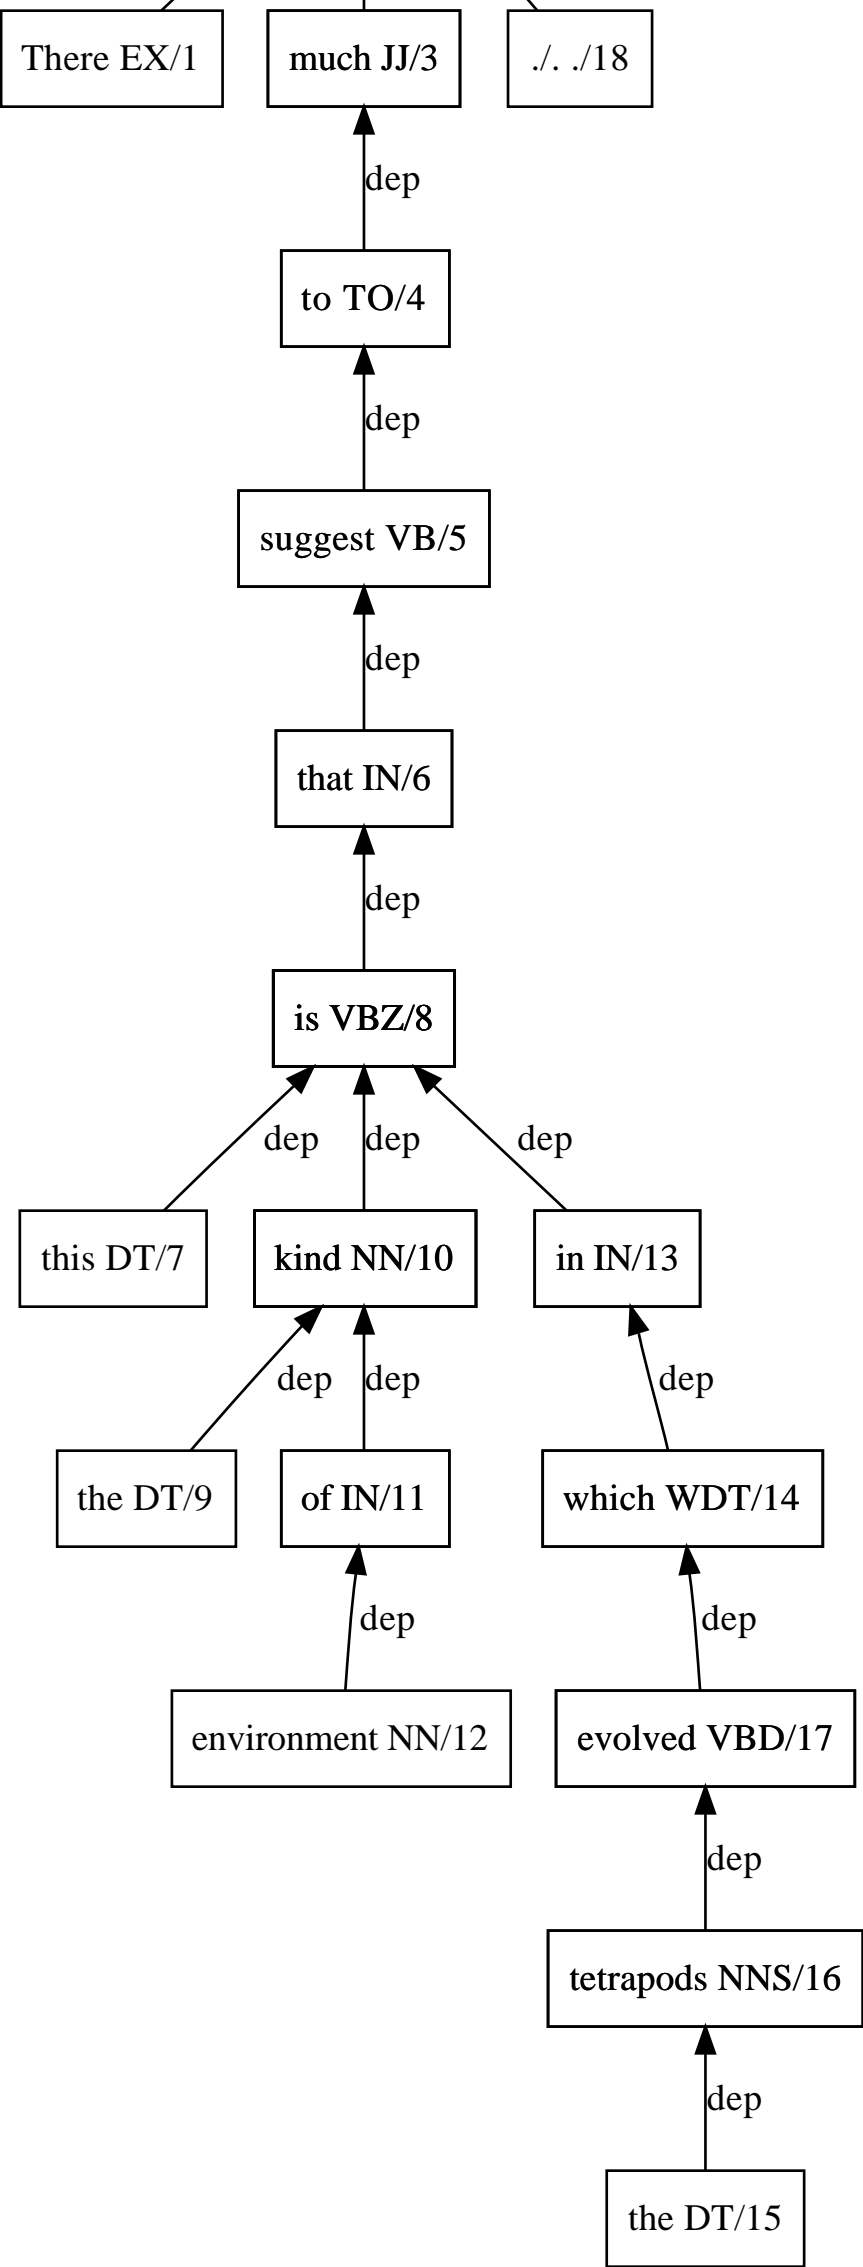 There EX/1 much JJ/3 ./. ./18
dep
to TO/4
dep
suggest VB/5
dep
that IN/6
dep
is VBZ/8
dep dep dep
this DT/7 kind NN/10 in IN/13
dep dep dep
the DT/9 of IN/11 which WDT/14
dep dep
environment NN/12 evolved VBD/17
dep
tetrapods NNS/16
dep
the DT/15